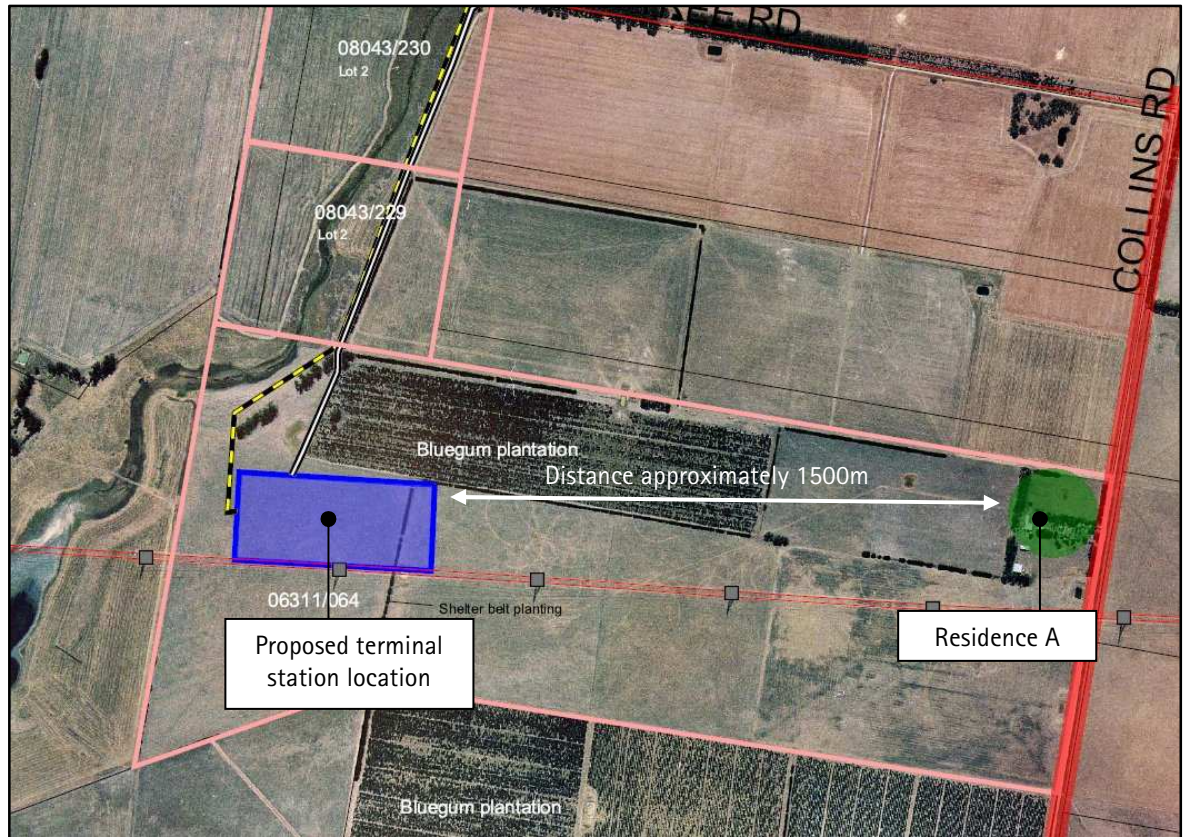 08043/230
Lot 2
COLLINS RD
08043/229
Lot 2
Bluegum plantation
Distance approximately 1500m
06311/064
Shelter belt planting
Proposed terminal
station location
Residence A
Bluegum plantation